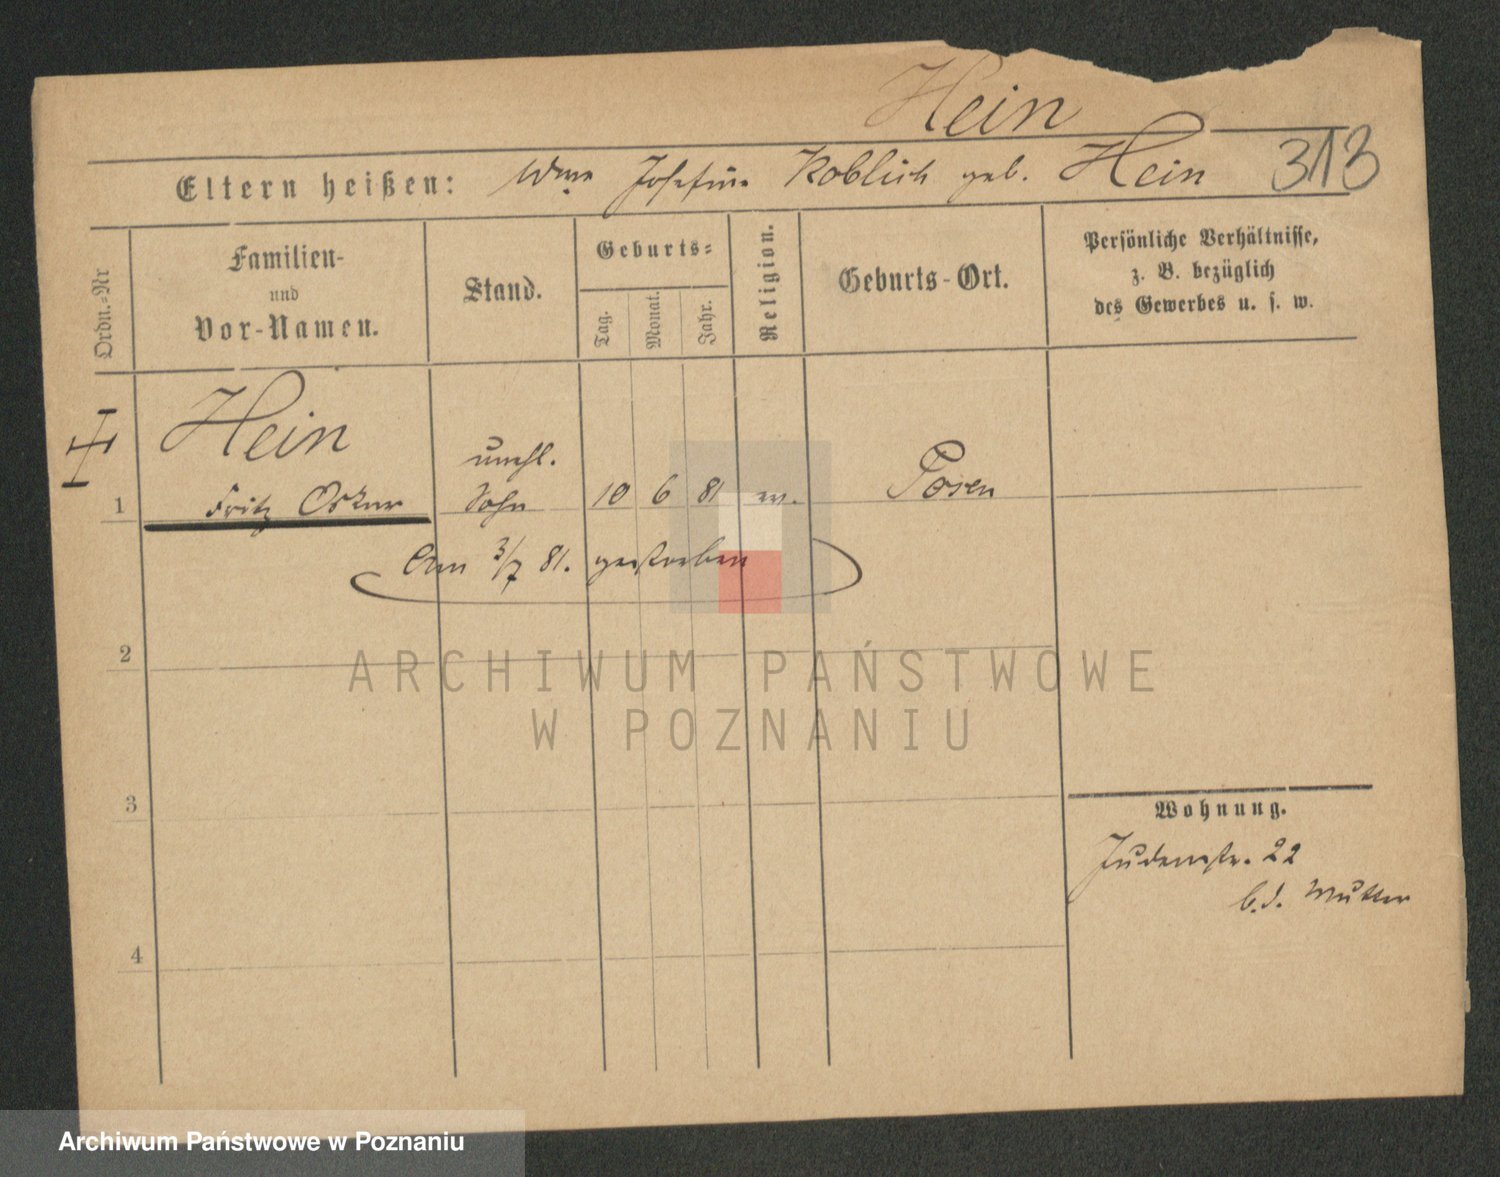 Hein
Eltern heißen: Wwe Josefine Koblich geb. Hein 313
Ordn.-Nr
Familien-
und
Vor-Namen.
Stand.
Geburts-
Tag.
Monat.
Jahr.
Religion.
Geburts-Ort.
Persönliche Verhältnisse,
z. B. bezüglich
des Gewerbes u. s. w.
Hein
unehl.
1 Fritz Oskar Sohn 10 6 81 Posen
Am 3/7 81. gestorben
2
ARCHIWUM PAŃSTWOWE
W POZNANIU
3
Wohnung.
Judenstr. 22
b. d. Mutter
4
Archiwum Państwowe w Poznaniu